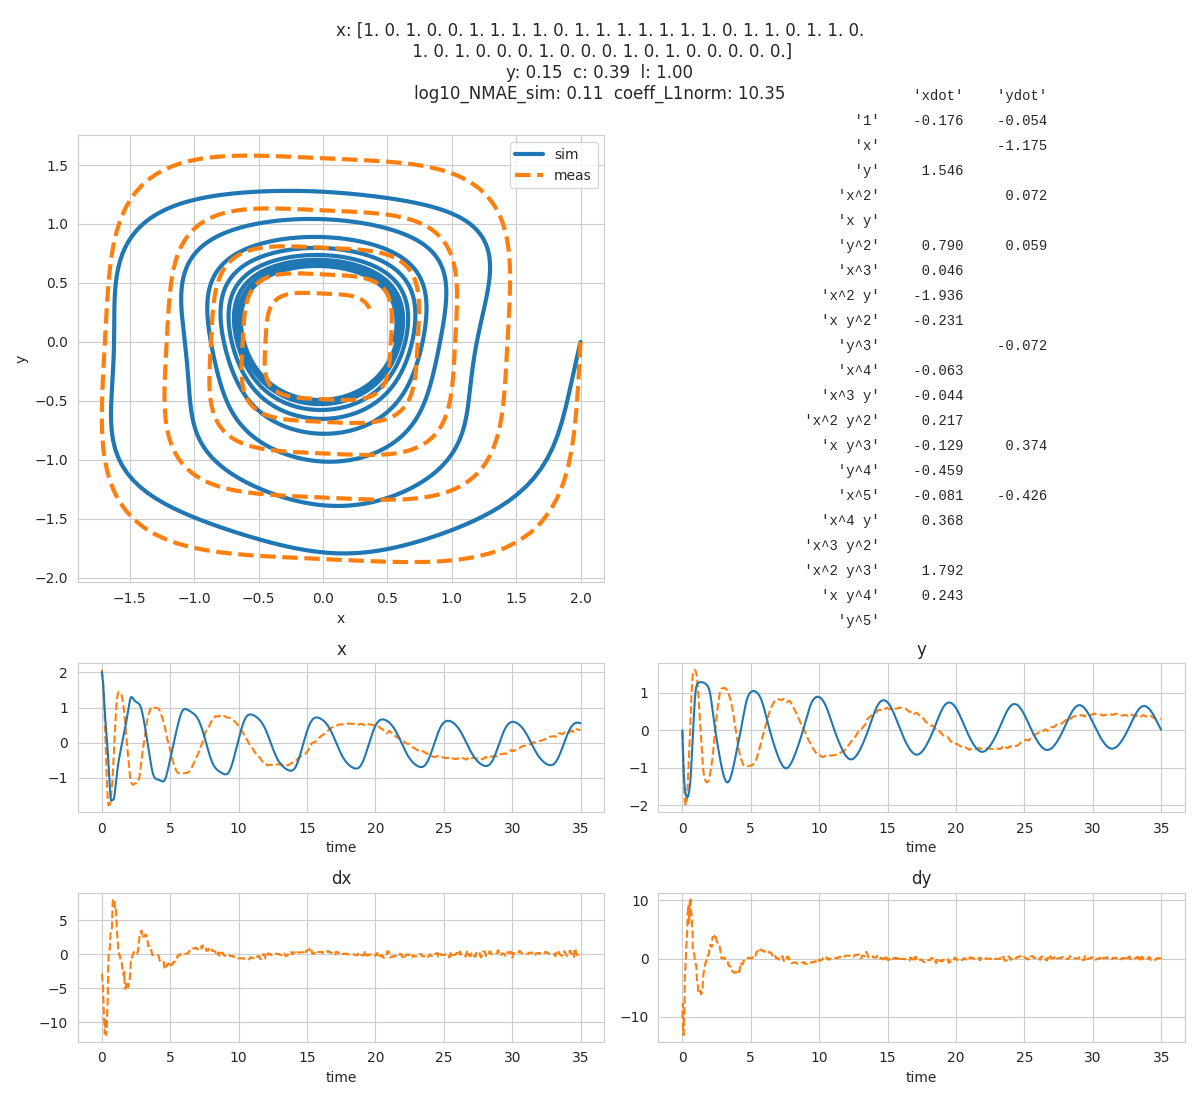 x: [1. 0. 1. 0. 0. 1. 1. 1. 1. 0. 1. 1. 1. 1. 1. 1. 1. 0. 1. 1. 0. 1. 1. 0.
1. 0. 1. 0. 0. 0. 1. 0. 0. 0. 1. 0. 1. 0. 0. 0. 0. 0.]
y: 0.15  c: 0.39  l: 1.00
log10_NMAE_sim: 0.11  coeff_L1norm: 10.35
'xdot' 'ydot'
'1' -0.176 -0.054
'x' -1.175
'y' 1.546
'x^2' 0.072
'x y'
'y^2' 0.790 0.059
'x^3' 0.046
'x^2 y' -1.936
'x y^2' -0.231
'y^3' -0.072
'x^4' -0.063
'x^3 y' -0.044
'x^2 y^2' 0.217
'x y^3' -0.129 0.374
'y^4' -0.459
'x^5' -0.081 -0.426
'x^4 y' 0.368
'x^3 y^2'
'x^2 y^3' 1.792
'x y^4' 0.243
'y^5'
sim
meas
y
1.5
1.0
0.5
0.0
−0.5
−1.0
−1.5
−2.0
−1.5 −1.0 −0.5 0.0 0.5 1.0 1.5 2.0
x
x
2
1
0
−1
0 5 10 15 20 25 30 35
time
y
1
0
−1
−2
0 5 10 15 20 25 30 35
time
dx
5
0
−5
−10
0 5 10 15 20 25 30 35
time
dy
10
0
−10
0 5 10 15 20 25 30 35
time